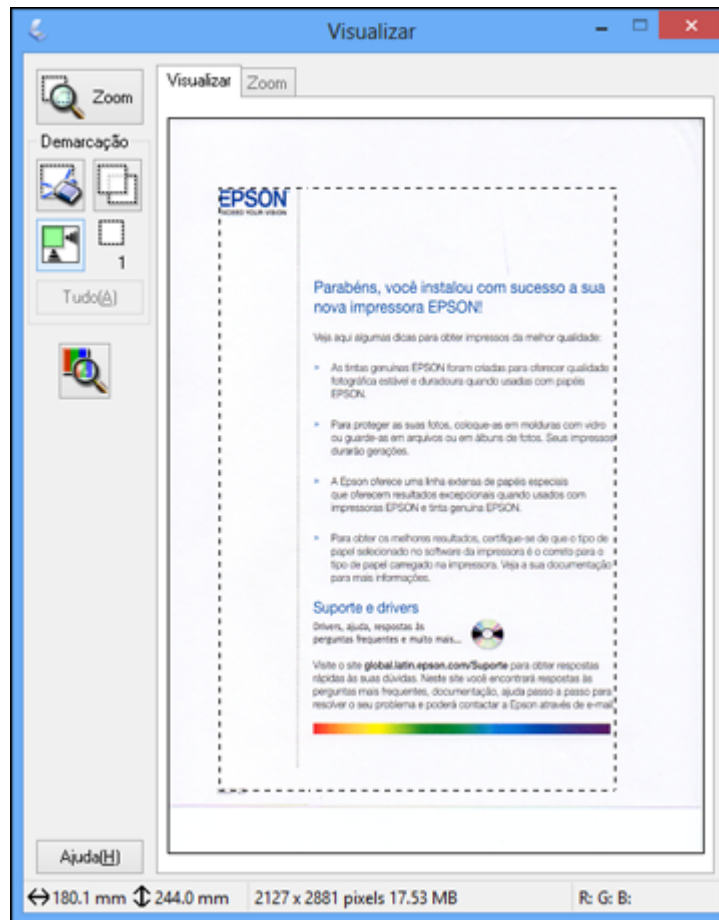 Visualizar
Zoom
Visualizar
Zoom
Demarcação
1
Tudo(A)
Ajuda(H)
EPSON
EXCEED YOUR VISION
Parabéns, você instalou com sucesso a sua
nova impressora EPSON!
Veja aqui algumas dicas para obter impressos da melhor qualidade:
» As tintas genuínas EPSON foram criadas para oferecer qualidade
fotográfica estável e duradoura quando usadas com papéis
EPSON.
» Para proteger as suas fotos, coloque-as em molduras com vidro
ou guarde-as em arquivos ou em álbuns de fotos. Seus impressos
durarão gerações.
» A Epson oferece uma linha extensa de papéis especiais
que oferecem resultados excepcionais quando usados com
impressoras EPSON e tinta genuína EPSON.
» Para obter os melhores resultados, certifique-se de que o tipo de
papel selecionado no software da impressora é o correto para o
tipo de papel carregado na impressora. Veja a sua documentação
para mais informações.
Suporte e drivers
Drivers, ajuda, respostas às
perguntas frequentes e muito mais...
Visite o site global.latin.epson.com/Suporte para obter respostas
rápidas às suas dúvidas. Neste site você encontrará respostas às
perguntas mais frequentes, documentação, ajuda passo a passo para
resolver o seu problema e poderá contactar a Epson através de e-mail
180.1 mm 244.0 mm 2127 x 2881 pixels 17.53 MB R: G: B: